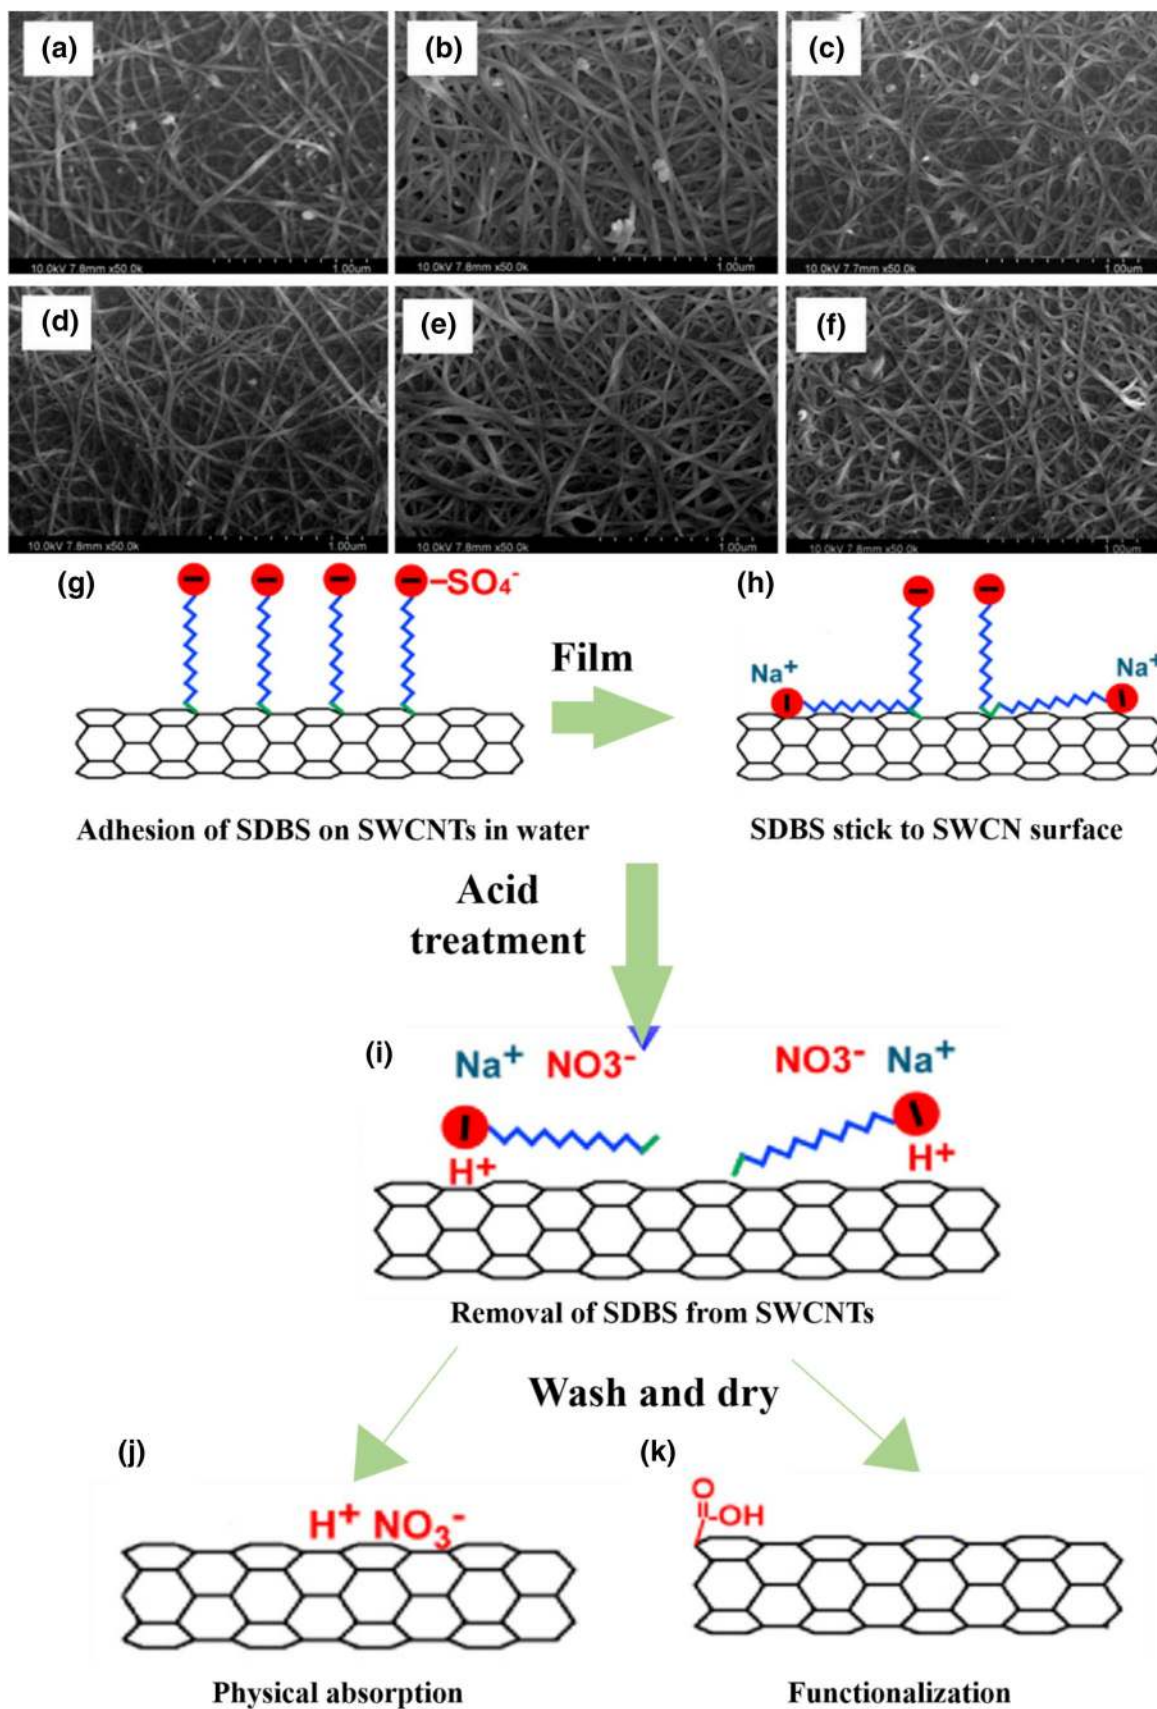 (a)
(b)
(c)
10.0kV 7.8mm x50.0k 1.00um
10.0kV 7.8mm x50.0k 1.00um
10.0kV 7.7mm x50.0k 1.00um
(d)
(e)
(f)
10.0kV 7.8mm x50.0k 1.00um
10.0kV 7.8mm x50.0k 1.00um
10.0kV 7.8mm x50.0k 1.00um
(g)
–SO4-
(h)
Film
Na+
Na+
Adhesion of SDBS on SWCNTs in water
SDBS stick to SWCN surface
Acid
treatment
(i)
Na+ NO3- NO3- Na+
H+
H+
Removal of SDBS from SWCNTs
Wash and dry
(j)
(k)
O
-OH
H+ NO3-
Physical absorption
Functionalization